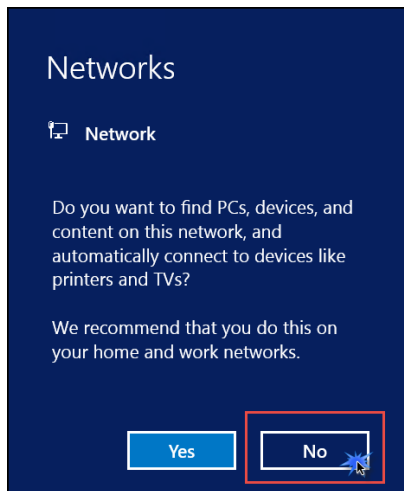 Networks
Network
Do you want to find PCs, devices, and
content on this network, and
automatically connect to devices like
printers and TVs?
We recommend that you do this on
your home and work networks.
Yes
No